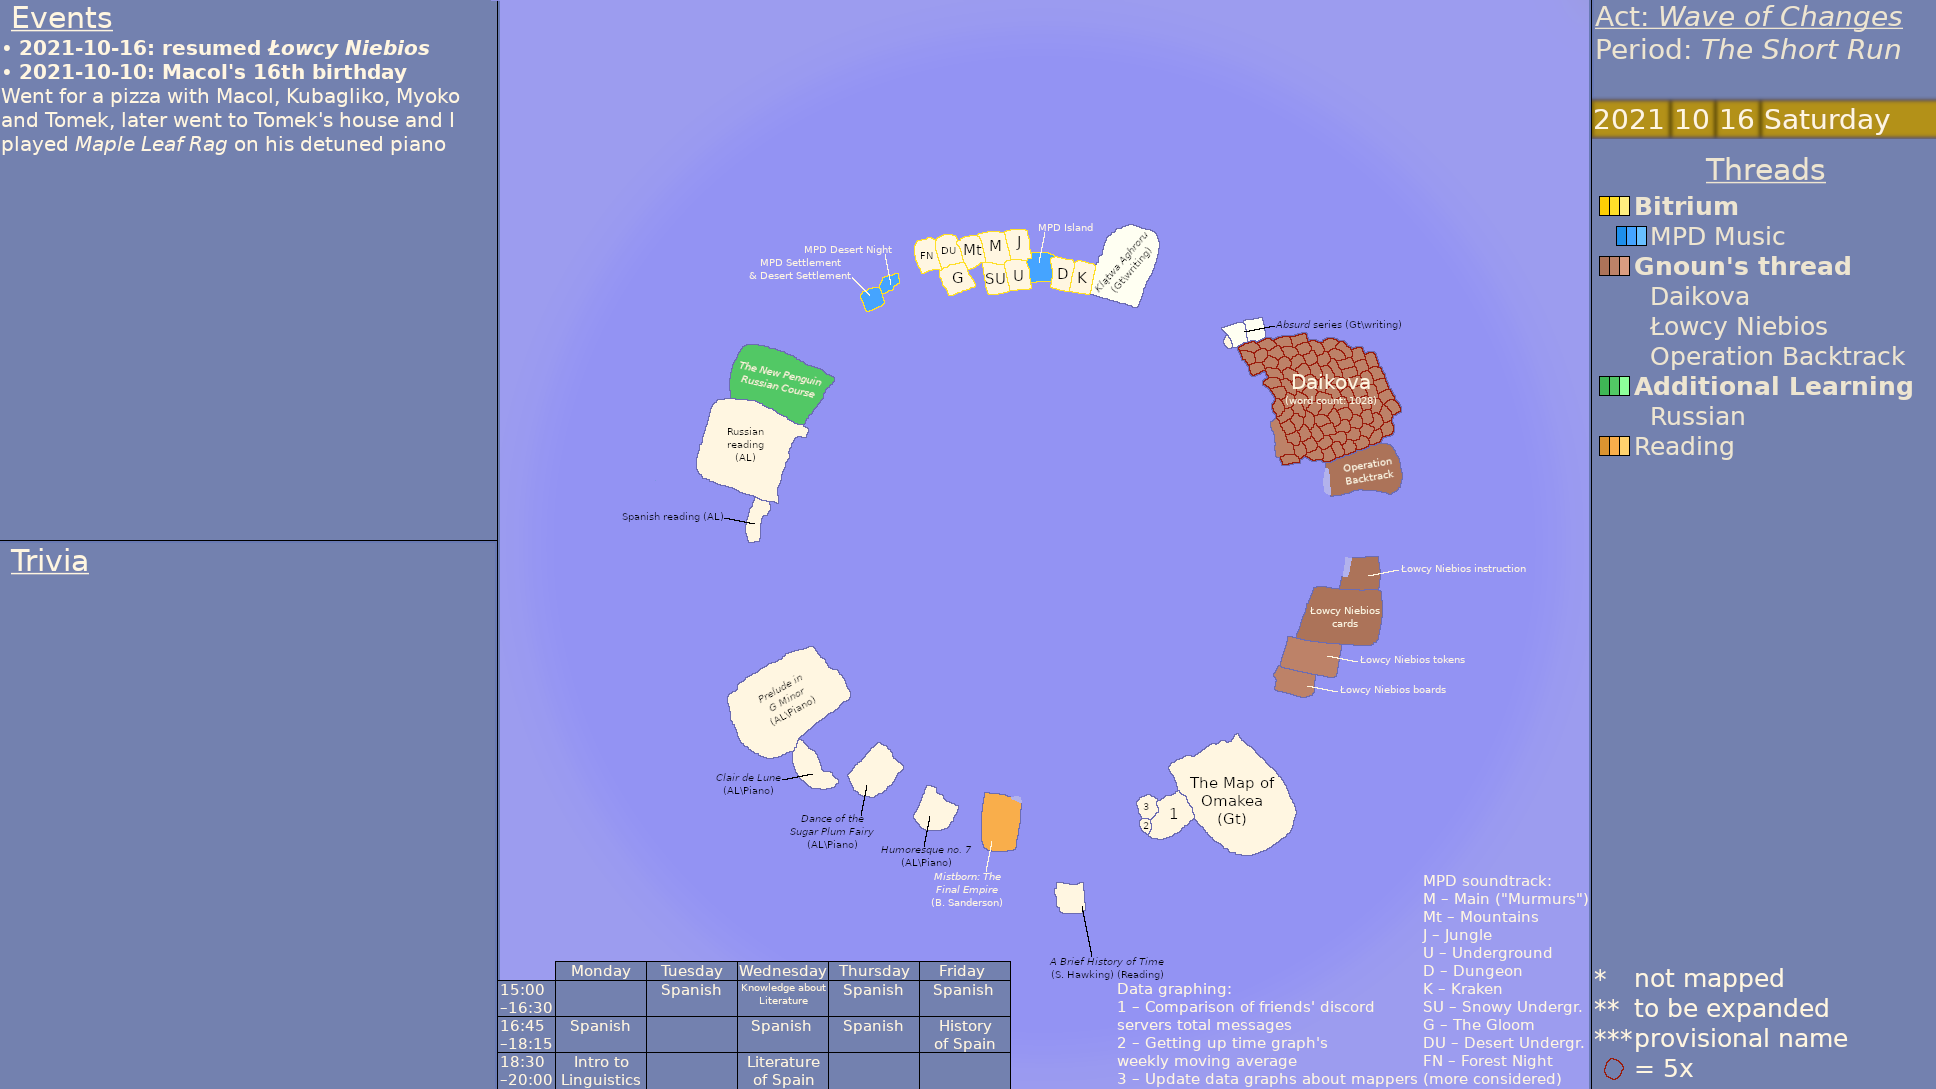 Events
• 2021-10-16: resumed Łowcy Niebios
• 2021-10-10: Macol's 16th birthday
Went for a pizza with Macol, Kubagliko, Myoko
and Tomek, later went to Tomek's house and I
played Maple Leaf Rag on his detuned piano
Trivia
MPD Desert Night
MPD Settlement
& Desert Settlement
FN
DU
Mt
M
J
G
SU
U
MPD Island
D
K
Klątwa Aghroru
(Gt\writing)
Absurd series (Gt\writing)
Daikova
(word count: 1028)
Operation
Backtrack
The New Penguin
Russian Course
Russian
reading
(AL)
Spanish reading (AL)
Łowcy Niebios instruction
Łowcy Niebios
cards
Łowcy Niebios tokens
Łowcy Niebios boards
Prelude in
G Minor
(AL\Piano)
Clair de Lune
(AL\Piano)
Dance of the
Sugar Plum Fairy
(AL\Piano)
Humoresque no. 7
(AL\Piano)
Mistborn: The
Final Empire
(B. Sanderson)
The Map of
Omakea
(Gt)
3
2
1
A Brief History of Time
(S. Hawking) (Reading)
Monday Tuesday Wednesday Thursday Friday
15:00
–16:30
Spanish
Knowledge about
Literature
Spanish
Spanish
16:45
–18:15
Spanish
Spanish
Spanish
History
of Spain
18:30
–20:00
Intro to
Linguistics
Literature
of Spain
Data graphing:
1 – Comparison of friends' discord
servers total messages
2 – Getting up time graph's
weekly moving average
3 – Update data graphs about mappers
MPD soundtrack:
M – Main ("Murmurs")
Mt – Mountains
J – Jungle
U – Underground
D – Dungeon
K – Kraken
SU – Snowy Undergr.
G – The Gloom
DU – Desert Undergr.
FN – Forest Night
(more considered)
Act: Wave of Changes
Period: The Short Run
2021 10 16 Saturday
Threads
Bitrium
MPD Music
Gnoun's thread
Daikova
Łowcy Niebios
Operation Backtrack
Additional Learning
Russian
Reading
* not mapped
** to be expanded
*** provisional name
= 5x